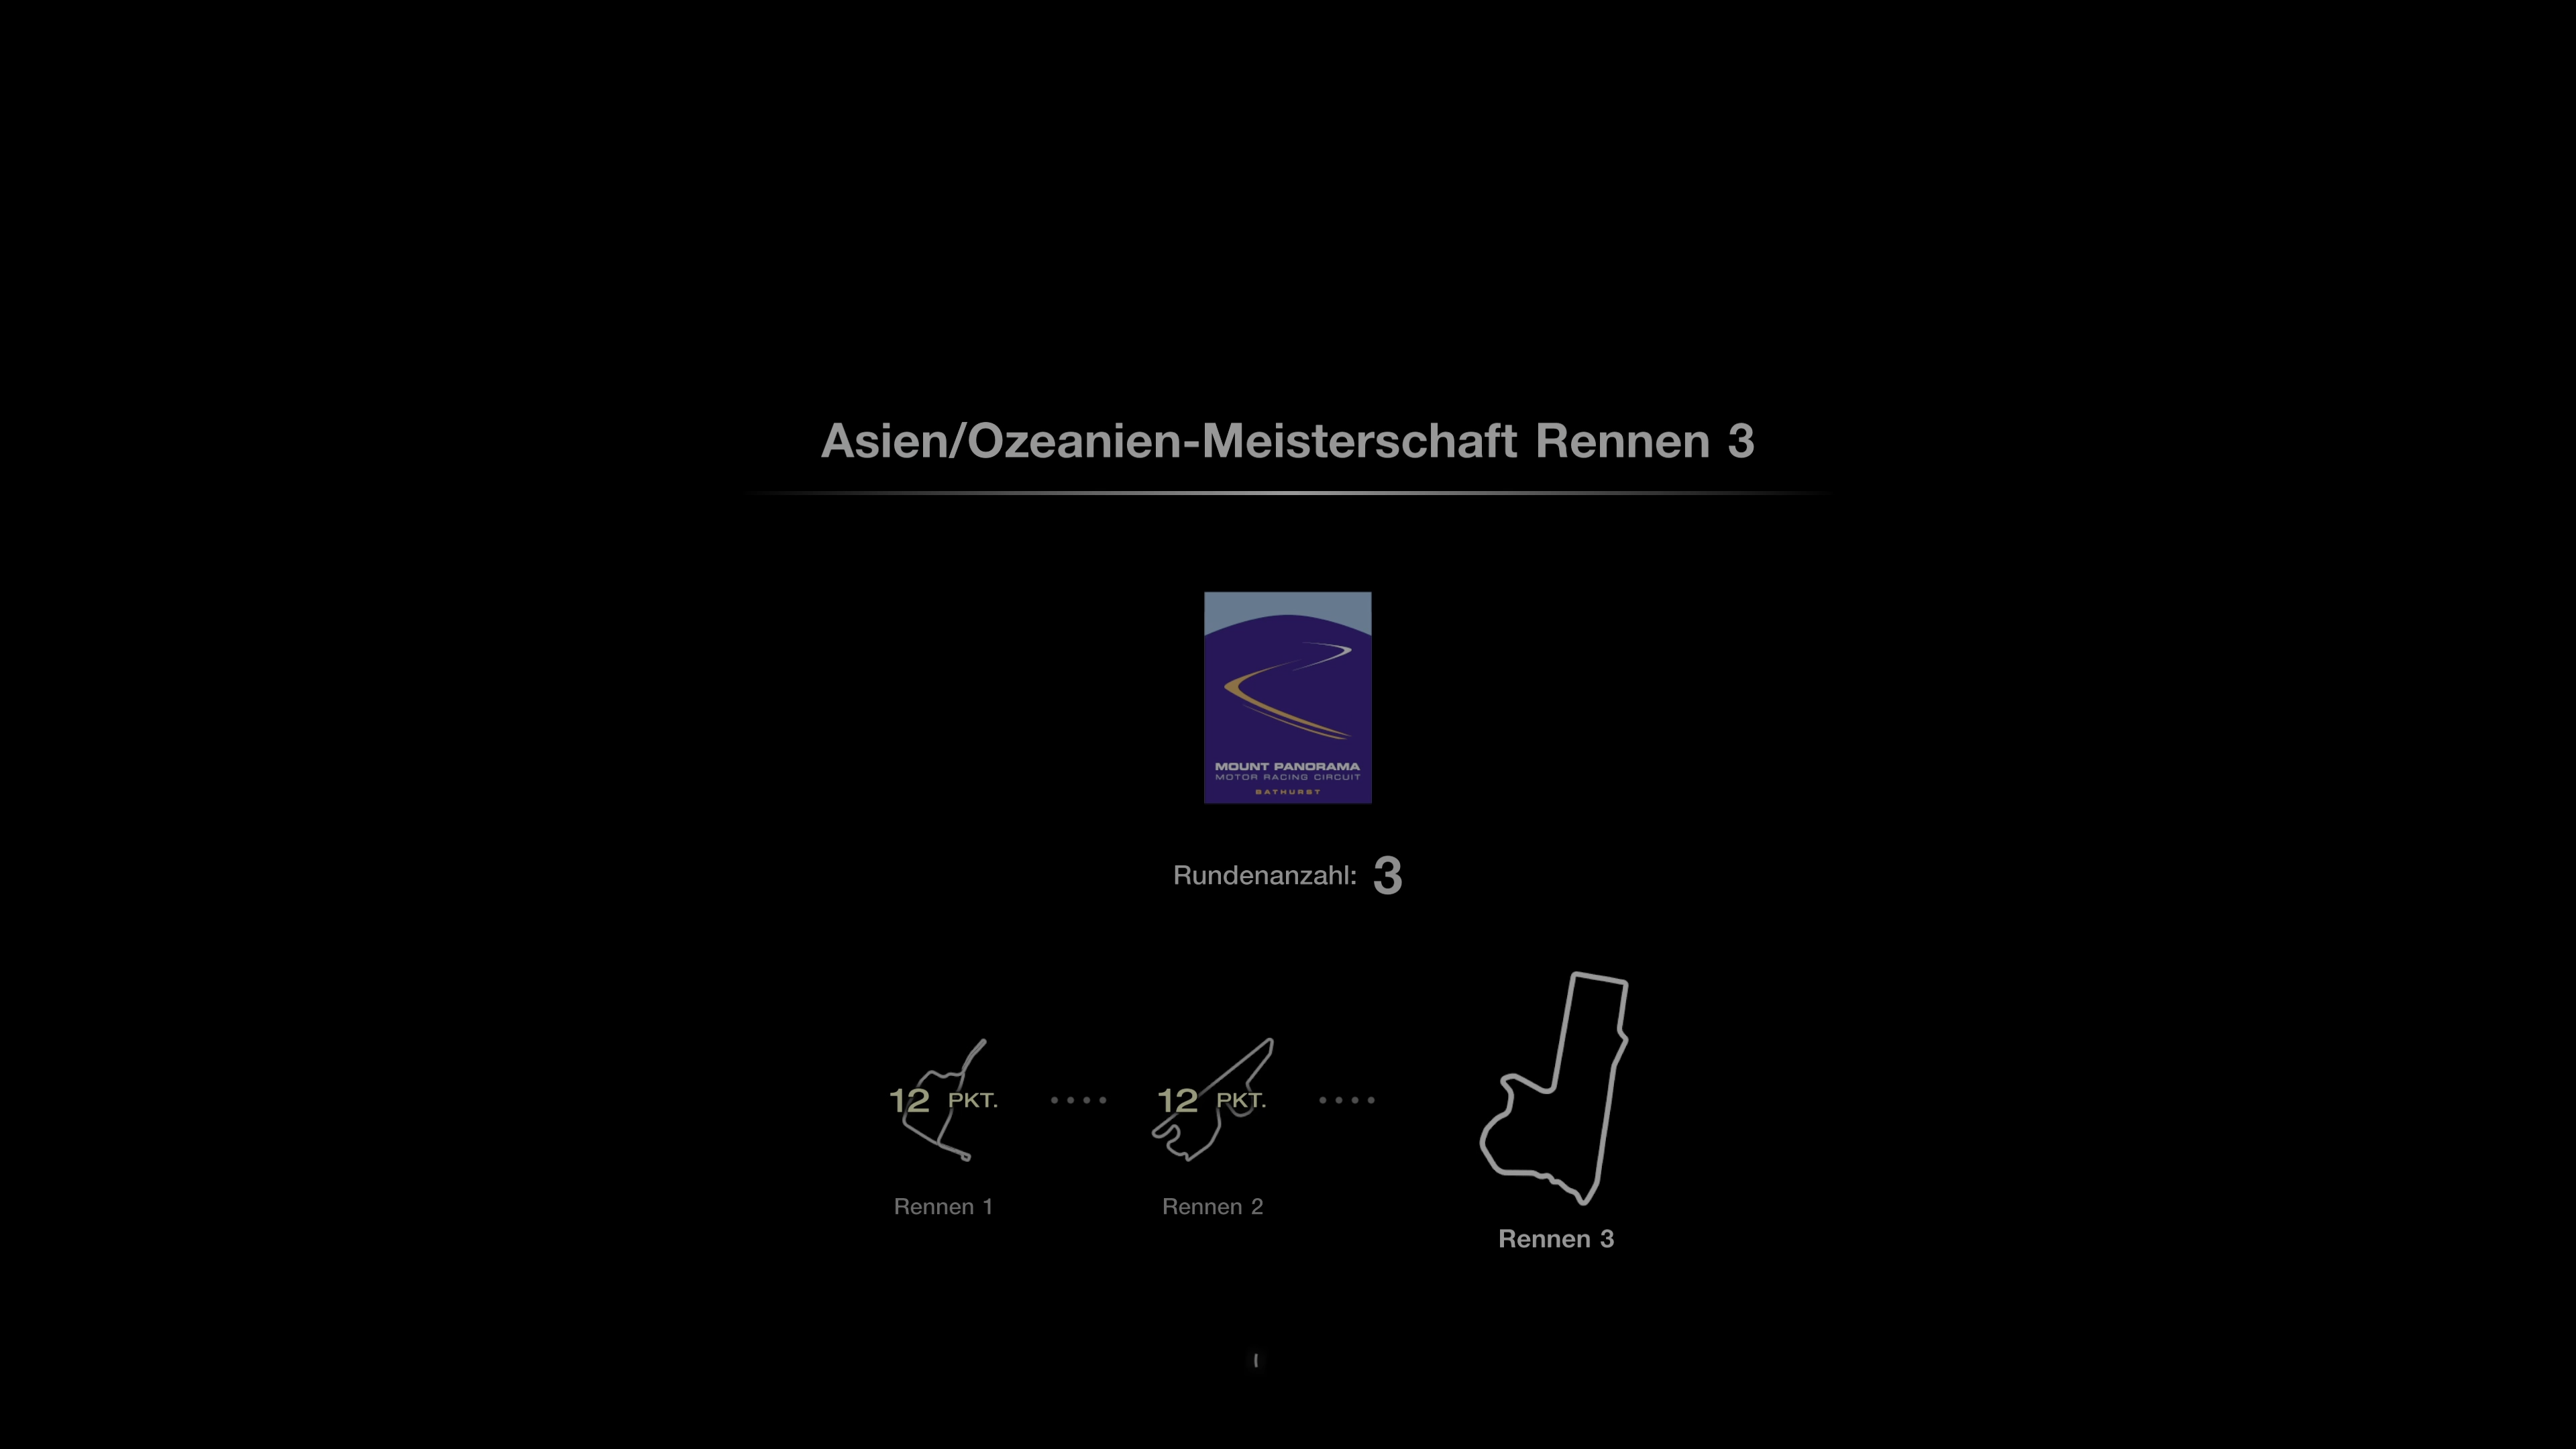 Asien/Ozeanien-Meisterschaft Rennen 3
MOUNT PANORAMA
MOTOR RACING CIRCUIT
BATHURST
Rundenanzahl: 3
12 PKT.
12 PKT.
Rennen 1
Rennen 2
Rennen 3